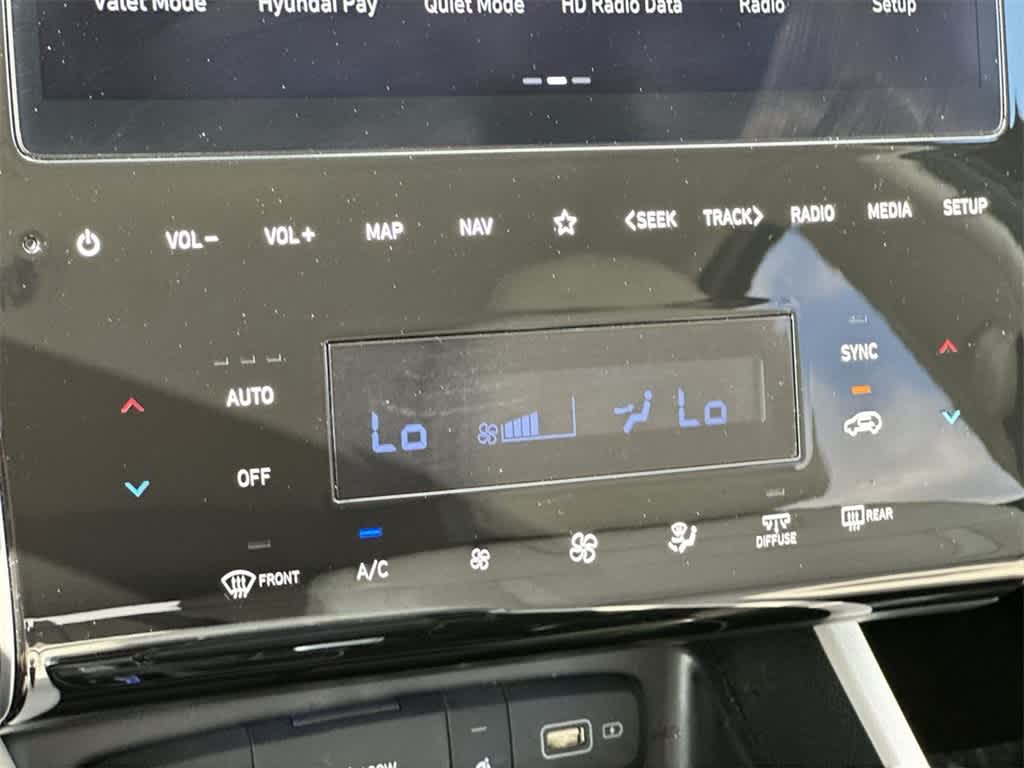 Valet Mode Hyundai Pay Quiet Mode HD Radio Data Radio Setup
VOL- VOL+ MAP NAV <SEEK TRACK> RADIO MEDIA SETUP
SYNC
AUTO
Lo Lo
OFF
REAR
DIFFUSE
FRONT A/C